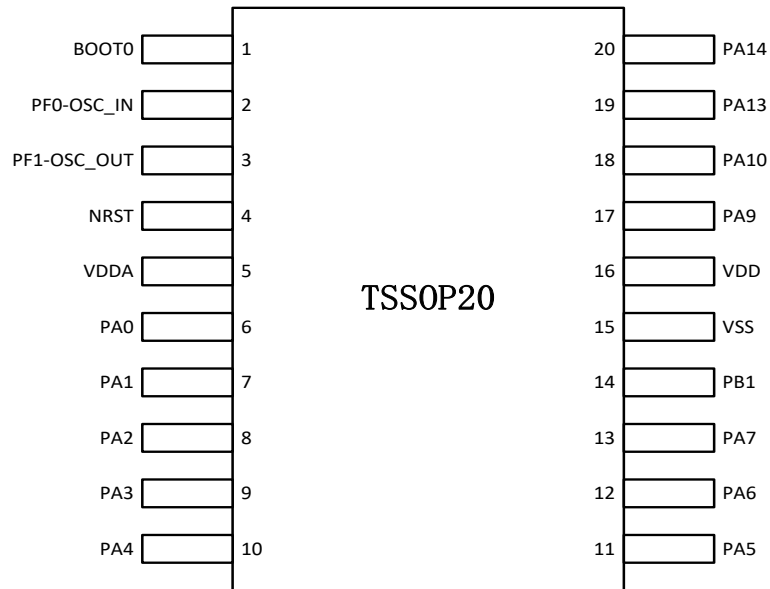 BOOT0 1 20 PA14
PF0-OSC_IN 2 19 PA13
PF1-OSC_OUT 3 18 PA10
NRST 4 17 PA9
VDDA 5 16 VDD
TSSOP20
PA0 6 15 VSS
PA1 7 14 PB1
PA2 8 13 PA7
PA3 9 12 PA6
PA4 10 11 PA5